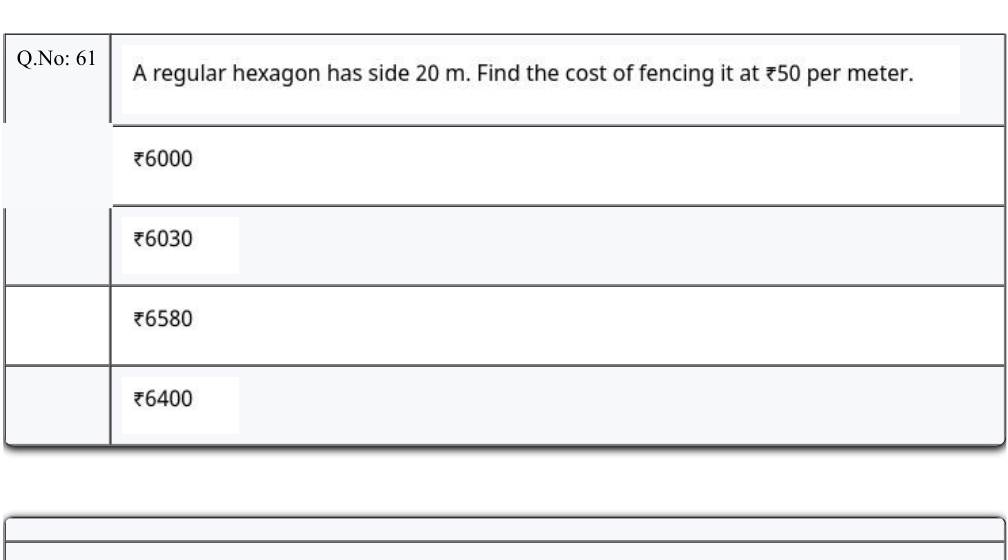 Q.No: 61
A regular hexagon has side 20 m. Find the cost of fencing it at ₹50 per meter.
₹6000
₹6030
₹6580
₹6400